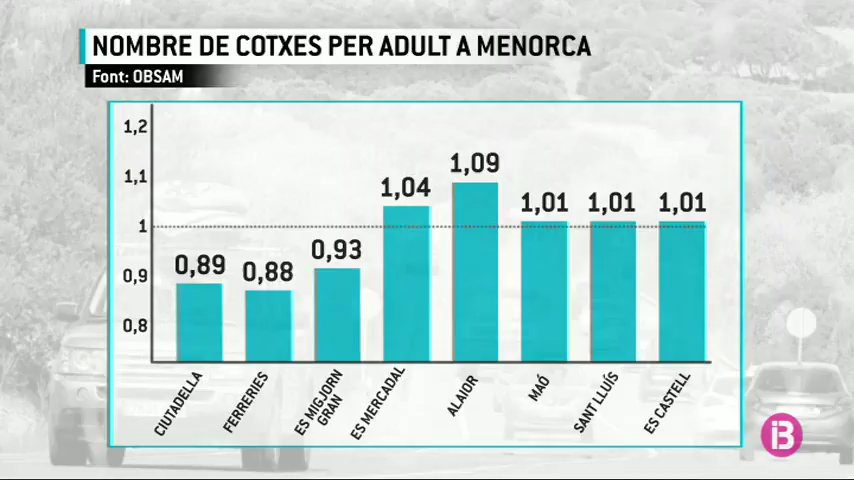 NOMBRE DE COTXES PER ADULT A MENORCA
Font: OBSAM
1,2
1,1
1
0,9
0,8
0,89
0,88
0,93
1,04
1,09
1,01
1,01
1,01
CIUTADELLA
FERRERIES
ES MIGJORN
GRAN
ES MERCADAL
ALAIOR
MAÓ
SANT LLUÍS
ES CASTELL
IB